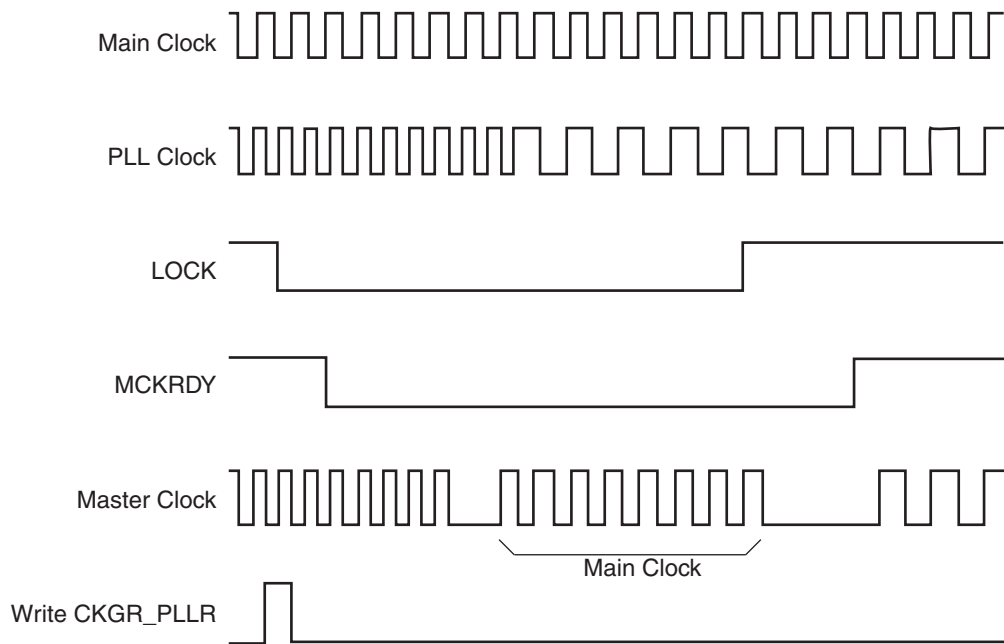 Main Clock
PLL Clock
LOCK
MCKRDY
Master Clock
Main Clock
Write CKGR_PLLR